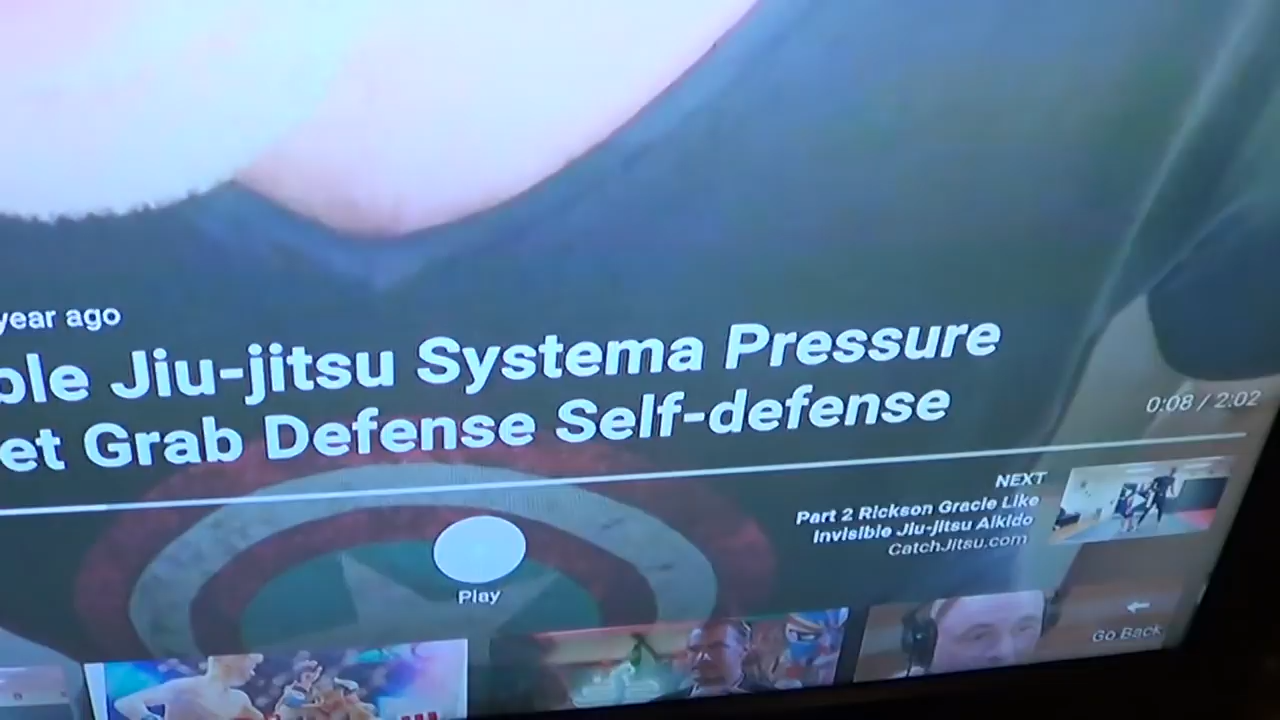 year ago
ble Jiu-jitsu Systema Pressure
et Grab Defense Self-defense
0:08 / 2:02
NEXT
Part 2 Rickson Gracie Like
Invisible Jiu-jitsu Aikido
CatchJitsu.com
Play
Go Back